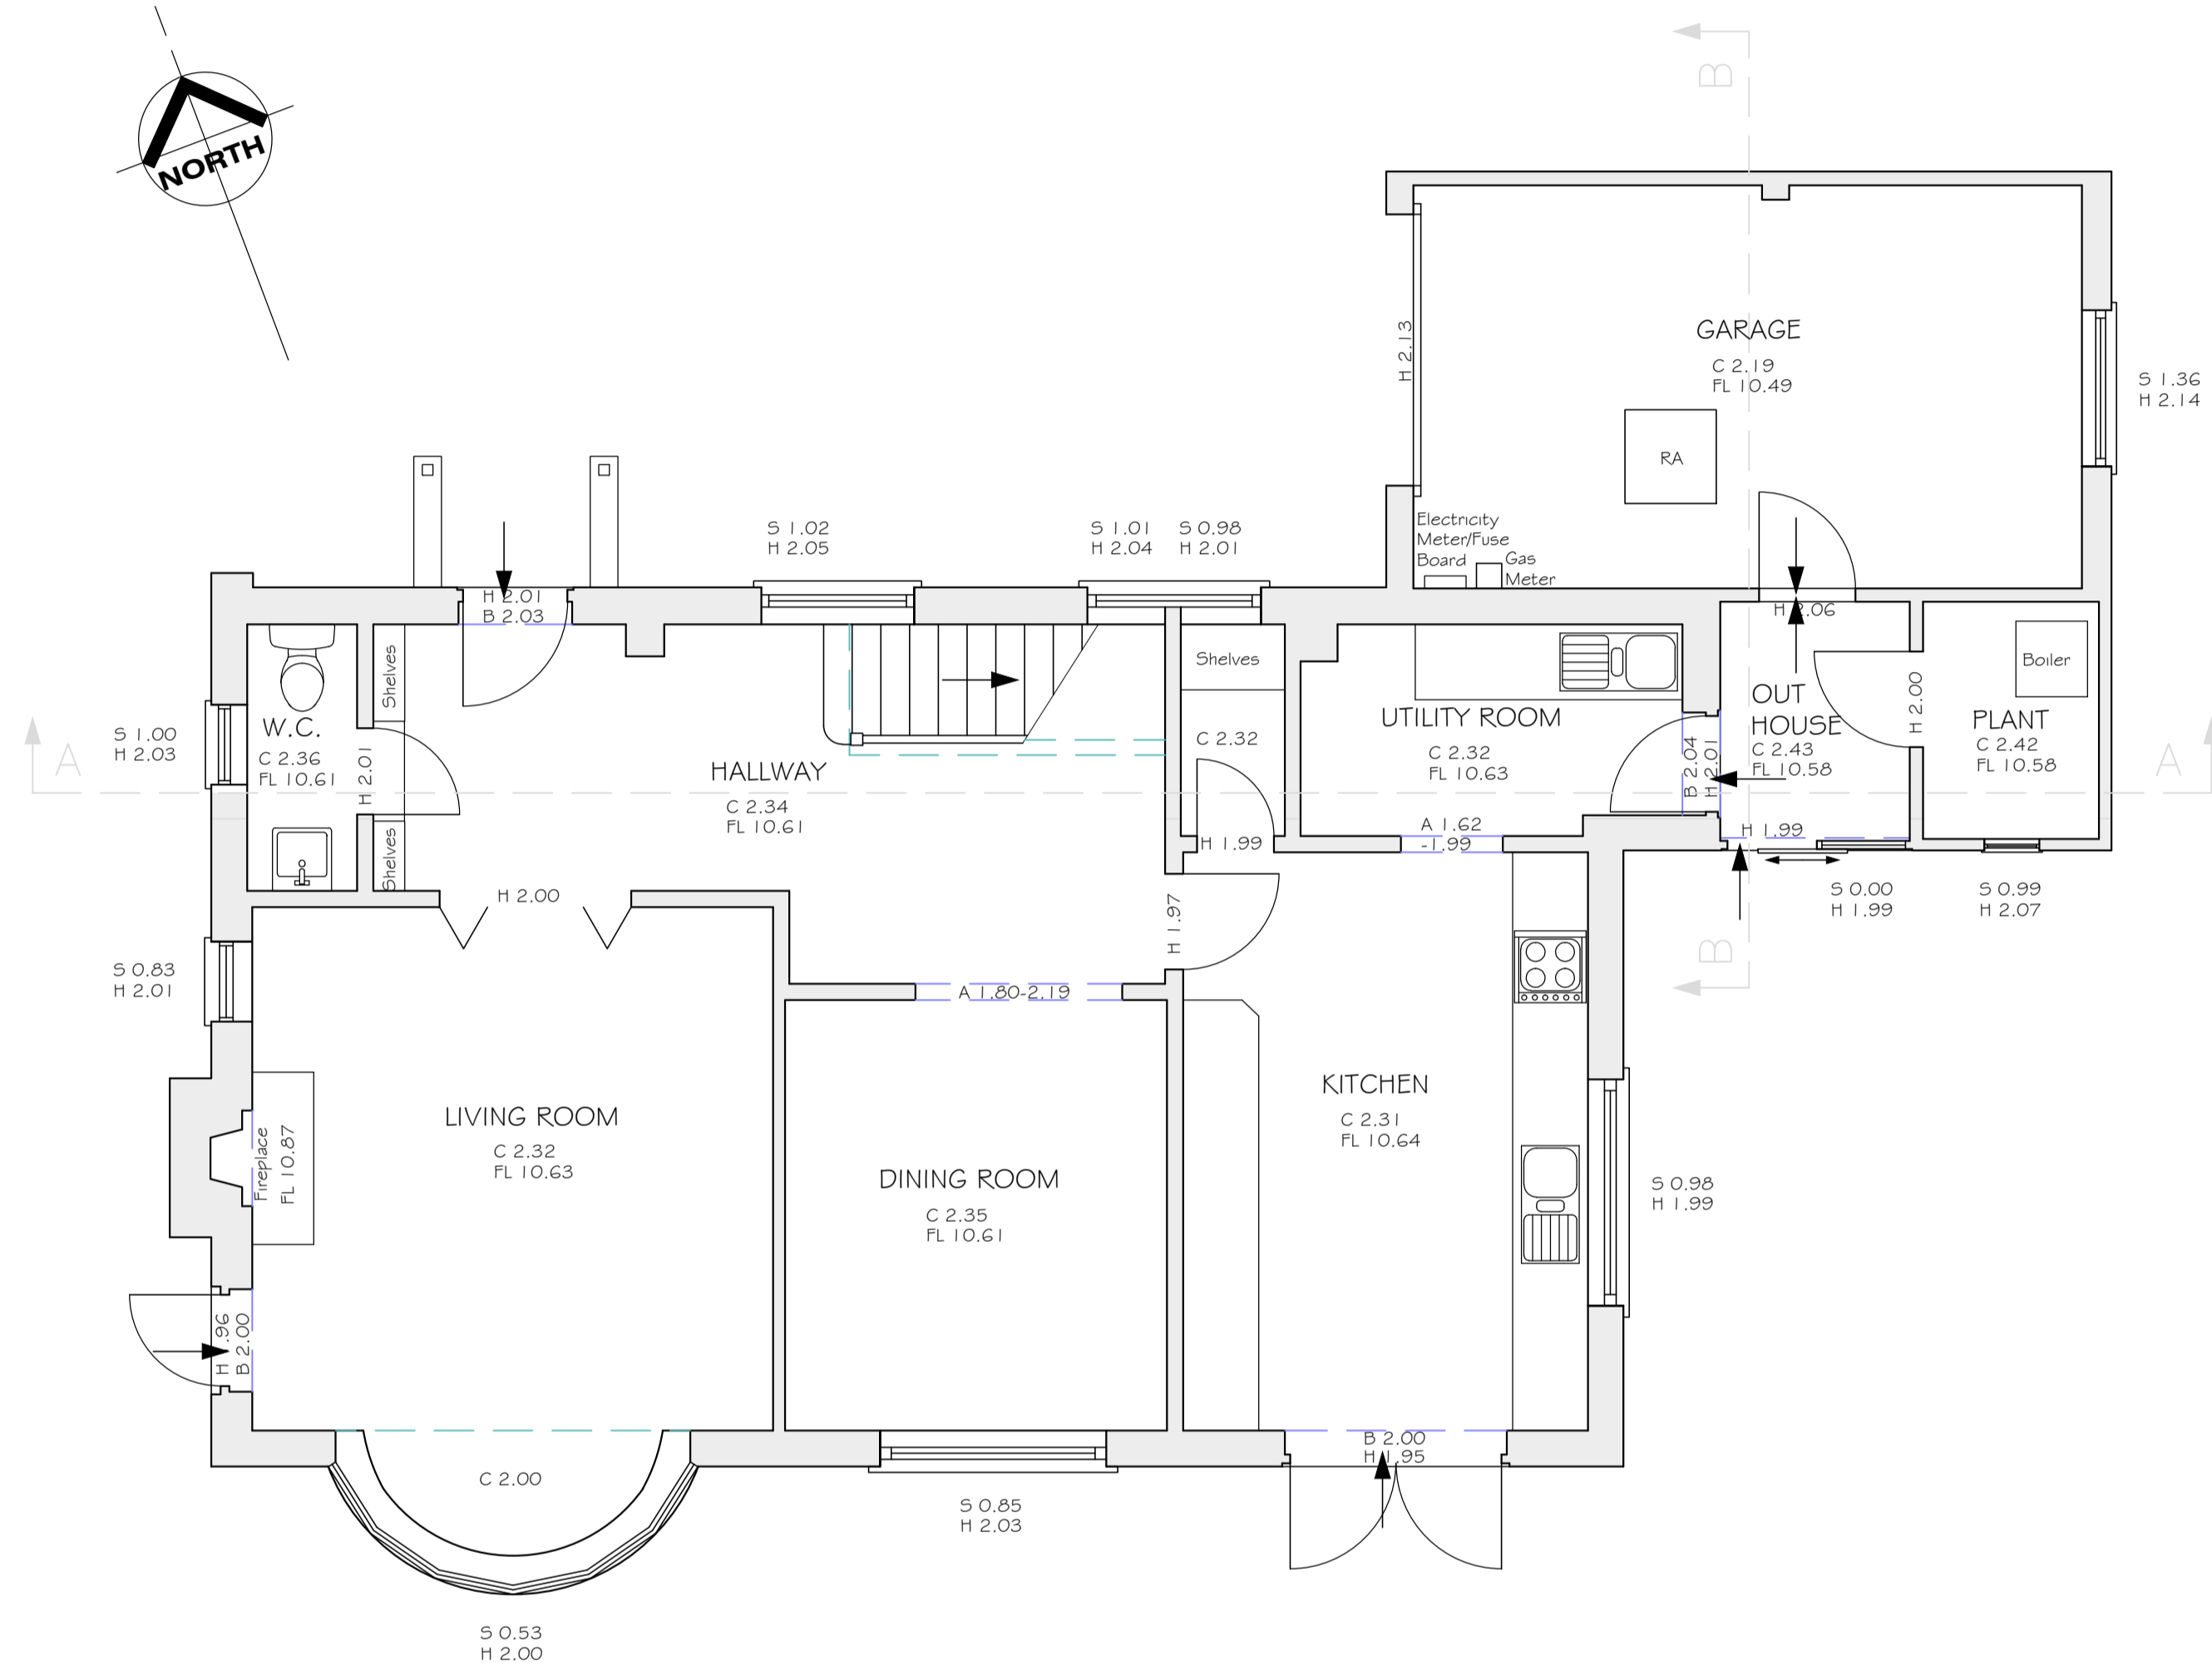 NORTH
B
GARAGE
C 2.19
FL 10.49
H 2.13
S 1.36
H 2.14
RA
Electricity
Meter/Fuse
Board
Gas
Meter
S 1.02
H 2.05
S 1.01
H 2.04
S 0.98
H 2.01
H 2.01
B 2.03
H 2.06
Shelves
Shelves
Boiler
W.C.
C 2.36
FL 10.61
H 2.01
S 1.00
H 2.03
A
HALLWAY
C 2.34
FL 10.61
C 2.32
UTILITY ROOM
C 2.32
FL 10.63
B 2.04
H 2.01
OUT
HOUSE
C 2.43
FL 10.58
H 2.00
PLANT
C 2.42
FL 10.58
A
Shelves
H 1.99
A 1.62
-1.99
H 1.99
H 2.00
S 0.00
H 1.99
S 0.99
H 2.07
H 1.97
B
S 0.83
H 2.01
A 1.80-2.19
Fireplace
FL 10.87
LIVING ROOM
C 2.32
FL 10.63
DINING ROOM
C 2.35
FL 10.61
KITCHEN
C 2.31
FL 10.64
S 0.98
H 1.99
H 1.96
B 2.00
B 2.00
H 1.95
C 2.00
S 0.85
H 2.03
S 0.53
H 2.00